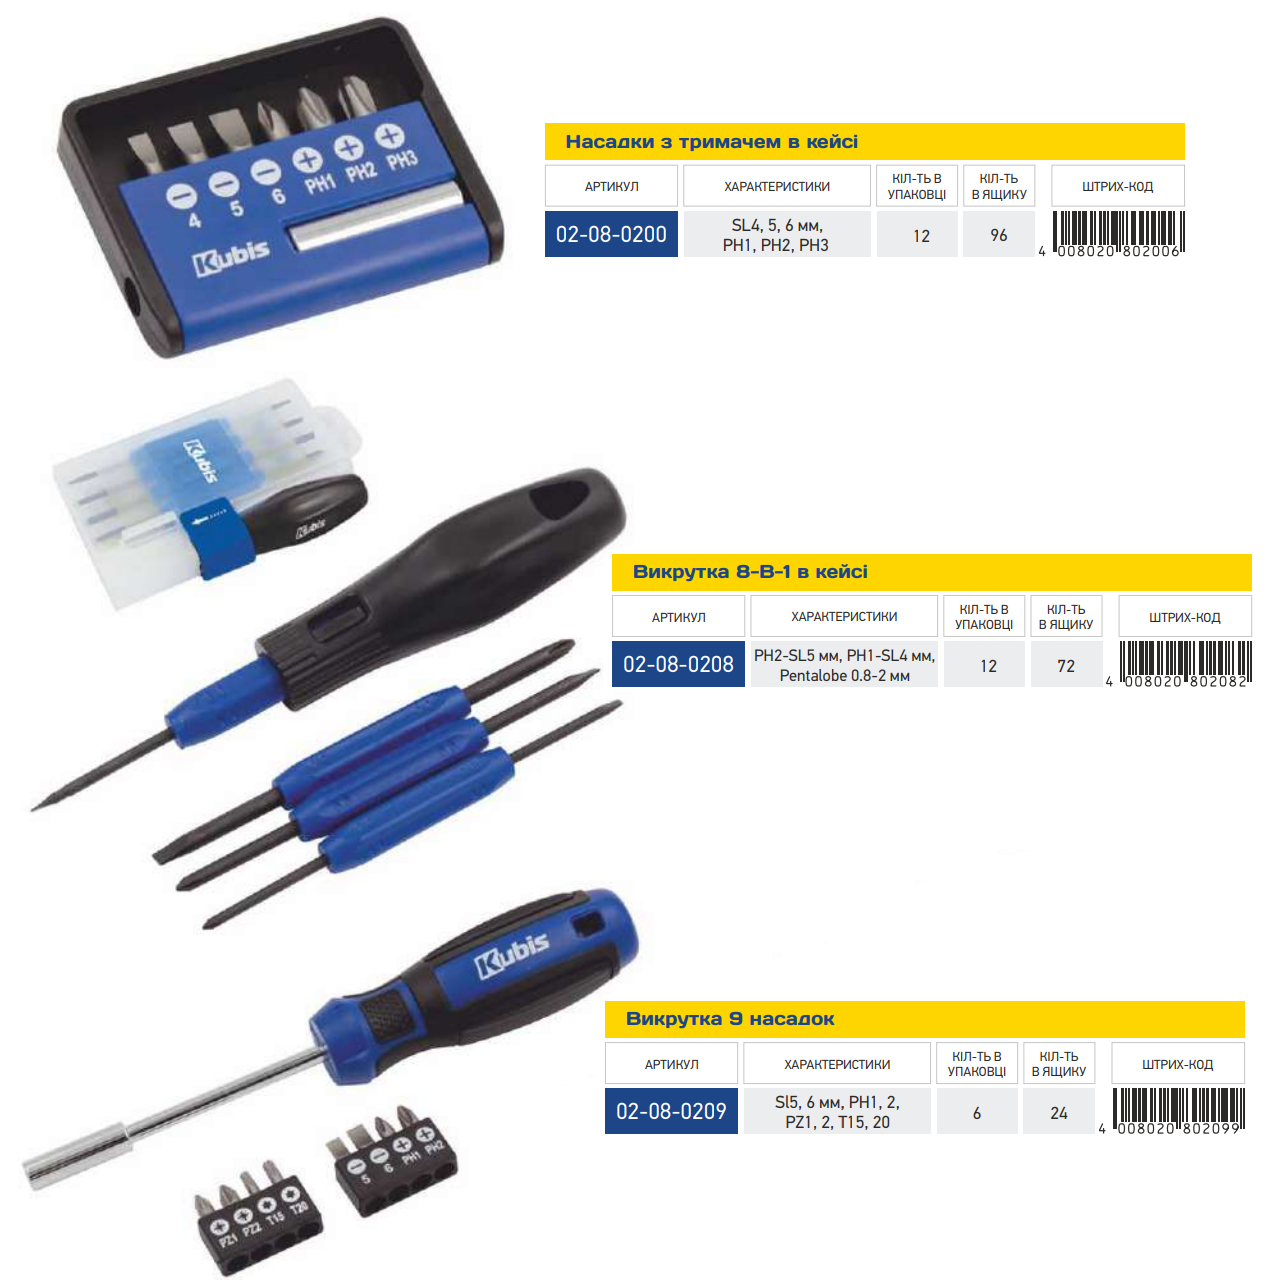 4
5
6
PH1
PH2
PH3
Kubis
Насадки з тримачем в кейсі
АРТИКУЛ
ХАРАКТЕРИСТИКИ
КІЛ-ТЬ В
УПАКОВЦІ
КІЛ-ТЬ
В ЯЩИКУ
ШТРИХ-КОД
02-08-0200
SL4, 5, 6 мм,
PH1, PH2, PH3
12
96
4 008020 802006
Kubis
Kubis
Викрутка 8-В-1 в кейсі
АРТИКУЛ
ХАРАКТЕРИСТИКИ
КІЛ-ТЬ В
УПАКОВЦІ
КІЛ-ТЬ
В ЯЩИКУ
ШТРИХ-КОД
02-08-0208
PH2-SL5 мм, PH1-SL4 мм,
Pentalobe 0.8-2 мм
12
72
4 008020 802082
Kubis
Викрутка 9 насадок
АРТИКУЛ
ХАРАКТЕРИСТИКИ
КІЛ-ТЬ В
УПАКОВЦІ
КІЛ-ТЬ
В ЯЩИКУ
ШТРИХ-КОД
02-08-0209
Sl5, 6 мм, PH1, 2,
PZ1, 2, T15, 20
6
24
4 008020 802099
5
6
PH1
PH2
PZ1
PZ2
T15
T20